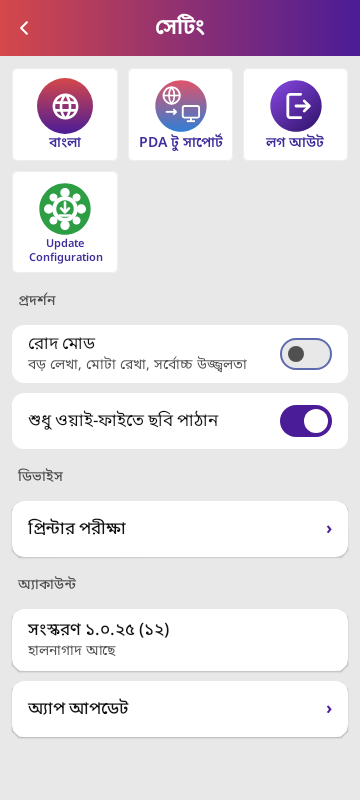 সেটিং
বাংলা
PDA টু সাপোর্ট
লগ আউট
Update
Configuration
প্রদর্শন
রোদ মোড
বড় লেখা, মোটা রেখা, সর্বোচ্চ উজ্জ্বলতা
শুধু ওয়াই-ফাইতে ছবি পাঠান
ডিভাইস
প্রিন্টার পরীক্ষা
অ্যাকাউন্ট
সংস্করণ ১.০.২৫ (১২)
হালনাগাদ আছে
অ্যাপ আপডেট